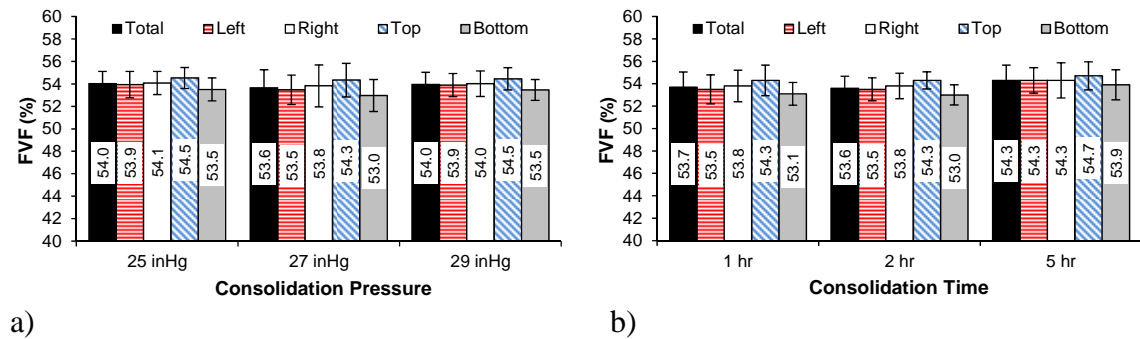 60
58
56
54
52
50
48
46
44
42
40
FVF (%)
Total Left Right Top Bottom
54.0 53.9 54.1 54.5 53.5
53.6 53.5 53.8 54.3 53.0
54.0 53.9 54.0 54.5 53.5
25 inHg 27 inHg 29 inHg
Consolidation Pressure
a)
60
58
56
54
52
50
48
46
44
42
40
FVF (%)
Total Left Right Top Bottom
53.7 53.5 53.8 54.3 53.1
53.6 53.5 53.8 54.3 53.0
54.3 54.3 54.3 54.7 53.9
1 hr 2 hr 5 hr
Consolidation Time
b)